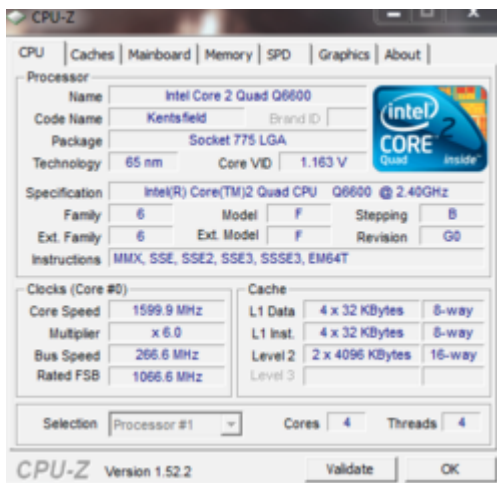 CPU-Z
CPU Caches Mainboard Memory SPD Graphics About
Processor
Name Intel Core 2 Quad Q6600
Code Name Kentsfield Brand ID
Package Socket 775 LGA
Technology 65 nm Core VID 1.163 V
(intel)
CORE 2
Quad inside
Specification Intel(R) Core(TM)2 Quad CPU Q6600 @ 2.40GHz
Family 6 Model F Stepping B
Ext. Family 6 Ext. Model F Revision G0
Instructions MMX, SSE, SSE2, SSE3, SSSE3, EM64T
Clocks (Core #0)
Core Speed 1599.9 MHz
Multiplier x 6.0
Bus Speed 266.6 MHz
Rated FSB 1066.6 MHz
Cache
L1 Data 4 x 32 KBytes 8-way
L1 Inst. 4 x 32 KBytes 8-way
Level 2 2 x 4096 KBytes 16-way
Level 3
Selection Processor #1 Cores 4 Threads 4
CPU-Z Version 1.52.2 Validate OK